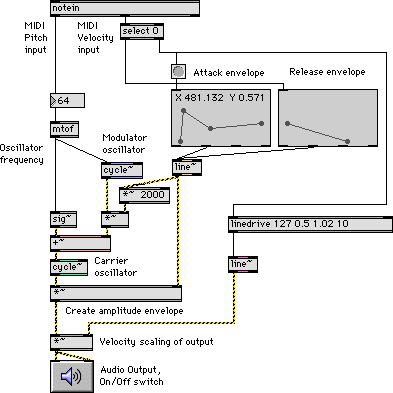 notein
MIDI
Pitch
input
MIDI
Velocity
input
select 0
Attack envelope
Release envelope
X 481.132 Y 0.571
64
mtof
Modulator
oscillator
Oscillator
frequency
cycle~
line~
*~ 2000
sig~
*~
linedrive 127 0.5 1.02 10
+~
cycle~
Carrier
oscillator
line~
*~
Create amplitude envelope
*~
Velocity scaling of output
Audio Output,
On/Off switch